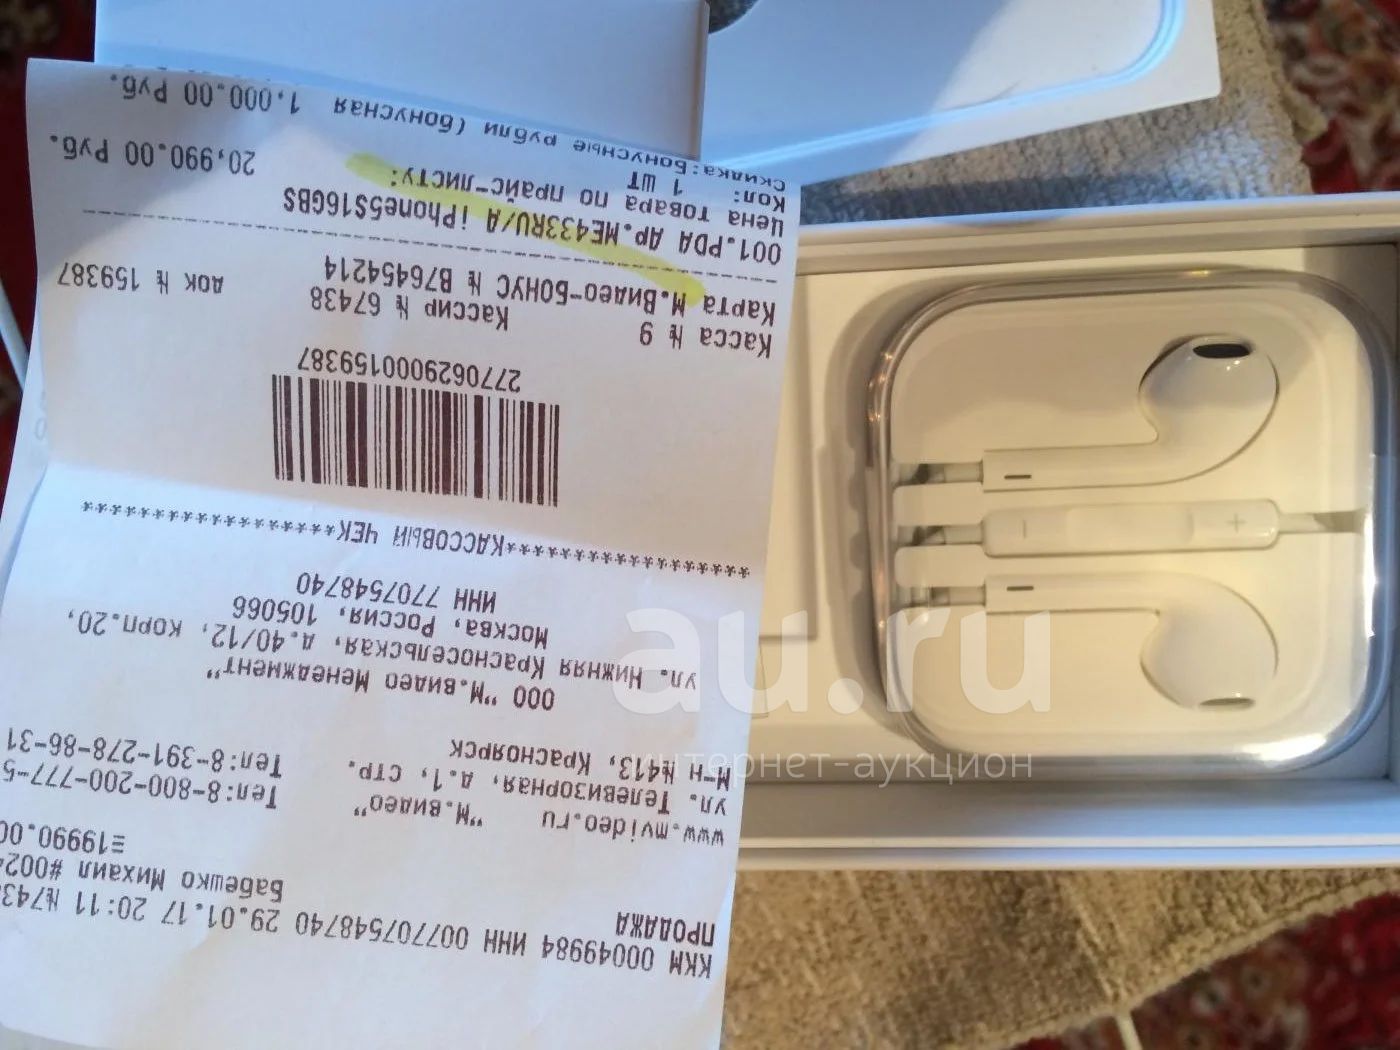 ККМ 00049984 ИНН 007707548740 29.01.17 20:11
ПРОДАЖА
Бабешко Михаил
≡19990.00
www.mvideo.ru "М.видео" Тел:8-800-200-777-5
ул. Телевизорная, д.1, стр.
М-н №413, Красноярск Тел:8-391-278-86-31
ООО "М.видео Менеджмент"
ул. Нижняя Красносельская, д.40/12, корп.20,
Москва, Россия, 105066
ИНН 7707548740
КАССОВЫЙ ЧЕК
2770629000159387
Касса № 9 Кассир № 67438 док № 159387
Карта М.Видео-БОНУС № B76454214
001.PDA АР.ME433RU/A iPhone5S16GBS
Цена товара по прайс-листу: 20,990.00 Руб.
Кол: 1 ШТ
Скидка:Бонусные рубли (бонусная 1,000.00 Руб.
au.ru
интернет-аукцион